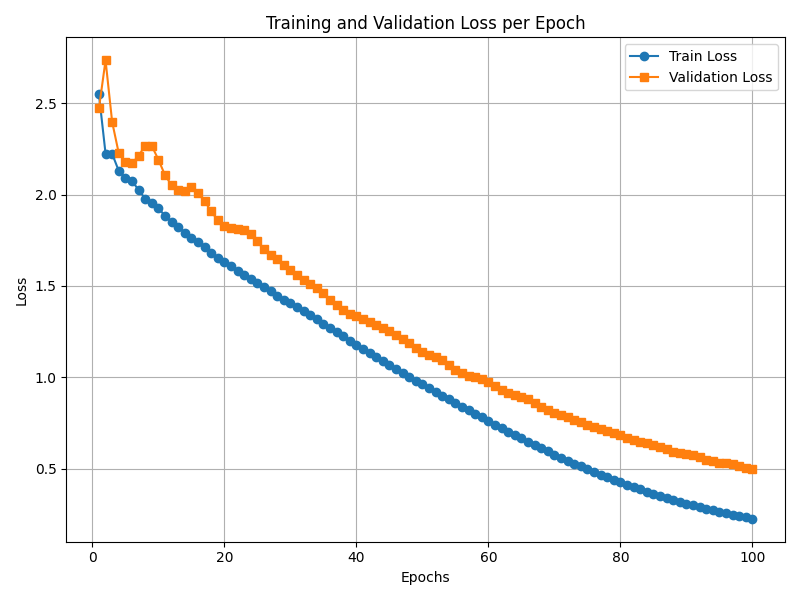 Training and Validation Loss per Epoch
Train Loss
Validation Loss
2.5
2.0
1.5
1.0
0.5
Loss
0 20 40 60 80 100
Epochs